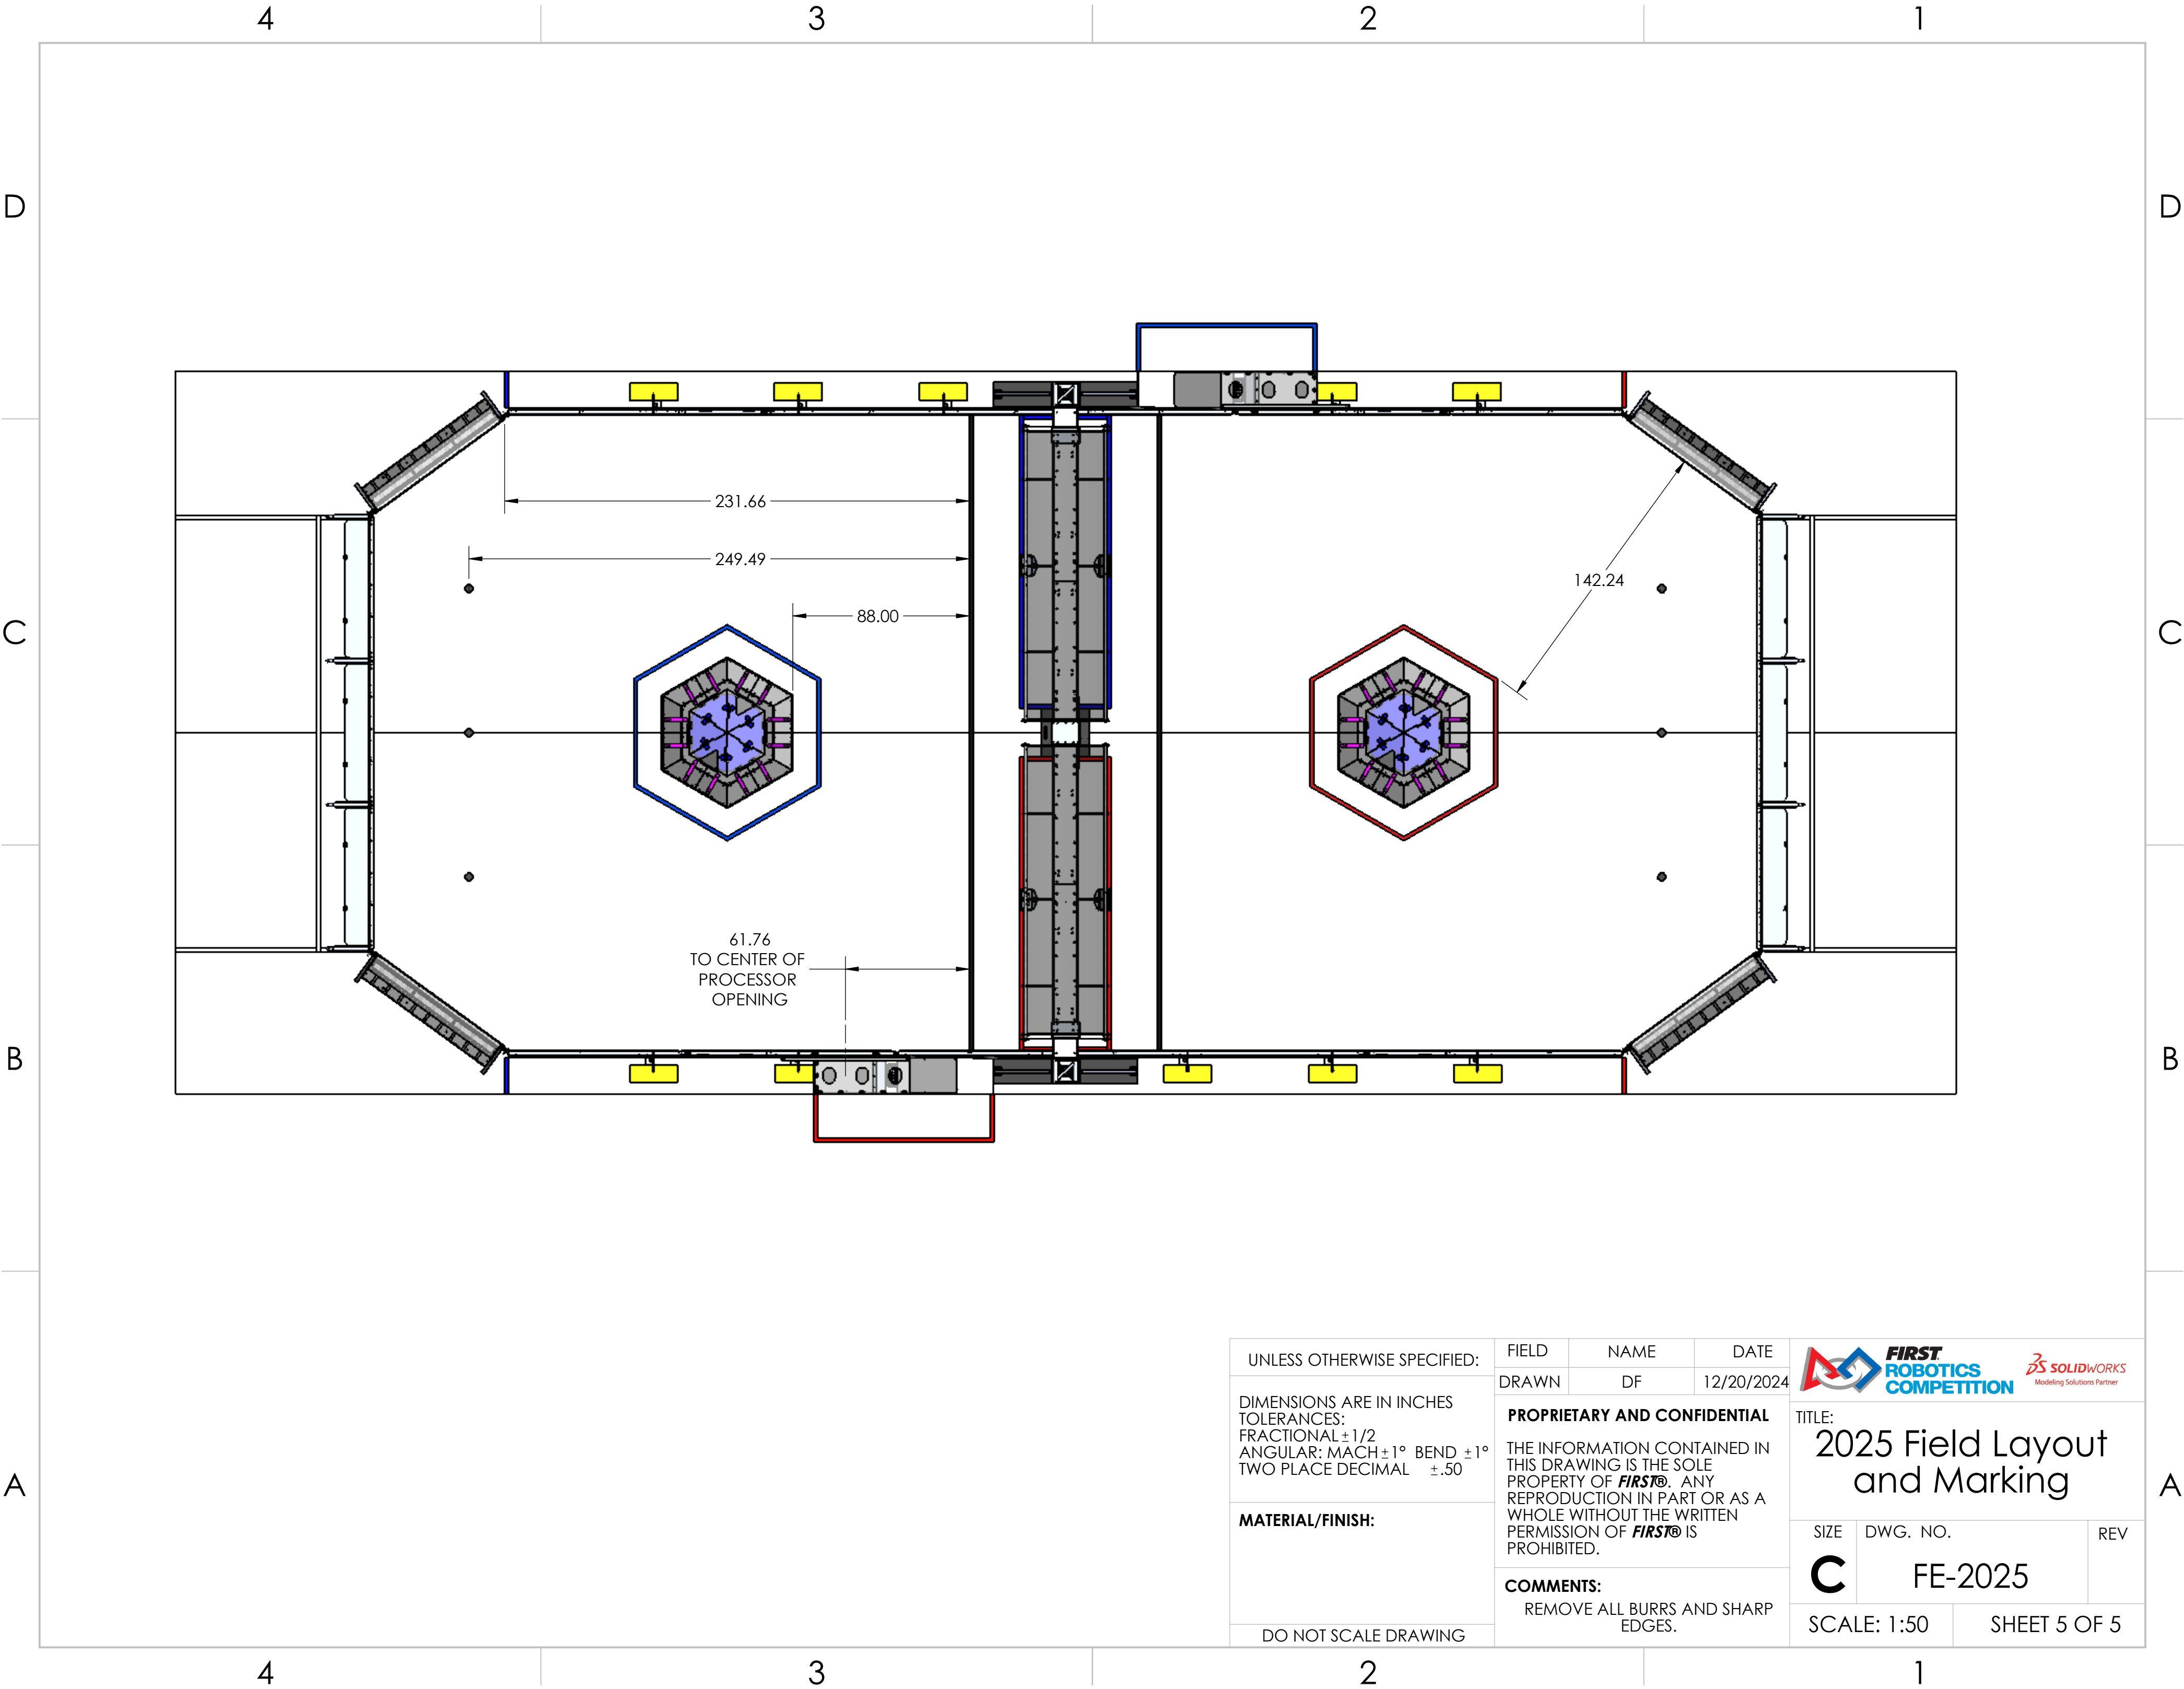 4 3 2 1
D D
231.66
249.49
142.24
88.00
C C
61.76
TO CENTER OF
PROCESSOR
OPENING
B B
UNLESS OTHERWISE SPECIFIED:
DIMENSIONS ARE IN INCHES
TOLERANCES:
FRACTIONAL ± 1/2
ANGULAR: MACH ± 1° BEND ± 1°
TWO PLACE DECIMAL ± .50
MATERIAL/FINISH:
DO NOT SCALE DRAWING
FIELD NAME DATE
DRAWN DF 12/20/2024
PROPRIETARY AND CONFIDENTIAL
THE INFORMATION CONTAINED IN
THIS DRAWING IS THE SOLE
PROPERTY OF FIRST®. ANY
REPRODUCTION IN PART OR AS A
WHOLE WITHOUT THE WRITTEN
PERMISSION OF FIRST® IS
PROHIBITED.
COMMENTS:
REMOVE ALL BURRS AND SHARP
EDGES.
FIRST
ROBOTICS
COMPETITION
SOLIDWORKS
Modeling Solutions Partner
TITLE:
2025 Field Layout
and Marking
SIZE DWG. NO. REV
C FE-2025
SCALE: 1:50 SHEET 5 OF 5
A A
4 3 2 1